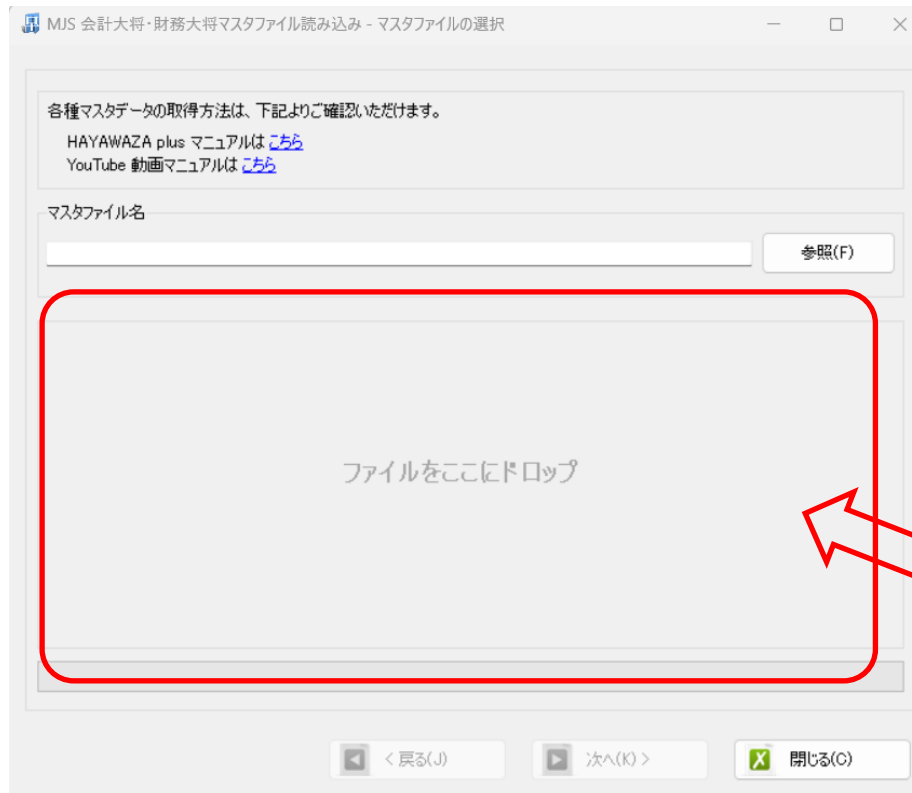 MJS 会計大将・財務大将マスタファイル読み込み - マスタファイルの選択
各種マスタデータの取得方法は、下記よりご確認いただけます。
HAYAWAZA plus マニュアルは こちら
YouTube 動画マニュアルは こちら
マスタファイル名
参照(F)
ファイルをここにドロップ
< 戻る(J)
次へ(K) >
閉じる(C)